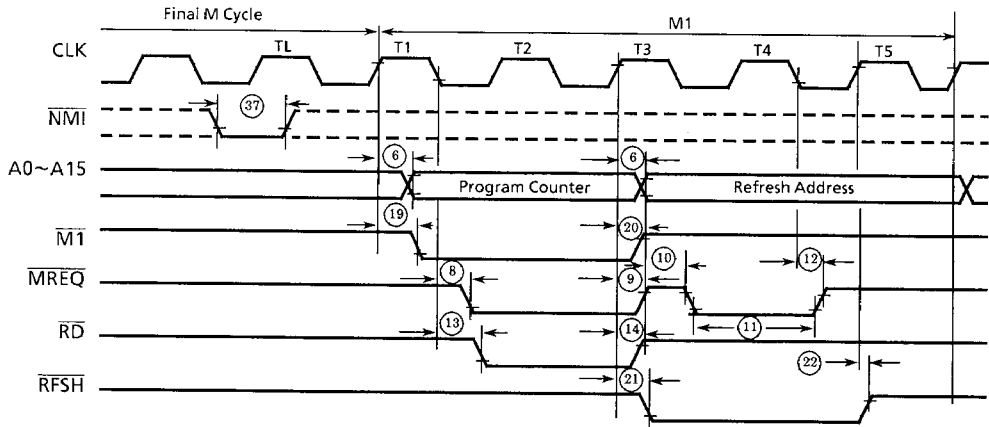 Final M Cycle
M1
CLK
TL
T1
T2
T3
T4
T5
NMI
37
A0~A15
6
6
Program Counter
Refresh Address
M1
19
20
MREQ
8
9
10
12
11
RD
13
14
RFSH
21
22